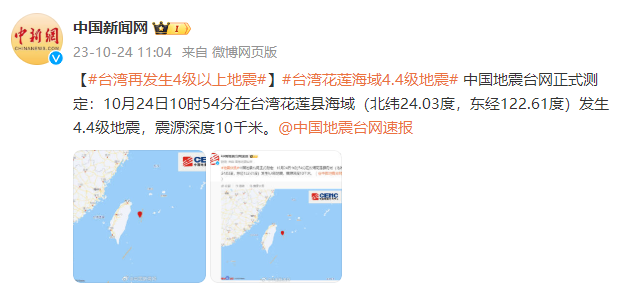 中新網
CHINANEWS.COM
中国新闻网
23-10-24 11:04 来自 微博网页版
【#台湾再发生4级以上地震#】#台湾花莲海域4.4级地震# 中国地震台网正式测
定：10月24日10时54分在台湾花莲县海域（北纬24.03度，东经122.61度）发生
4.4级地震，震源深度10千米。@中国地震台网速报